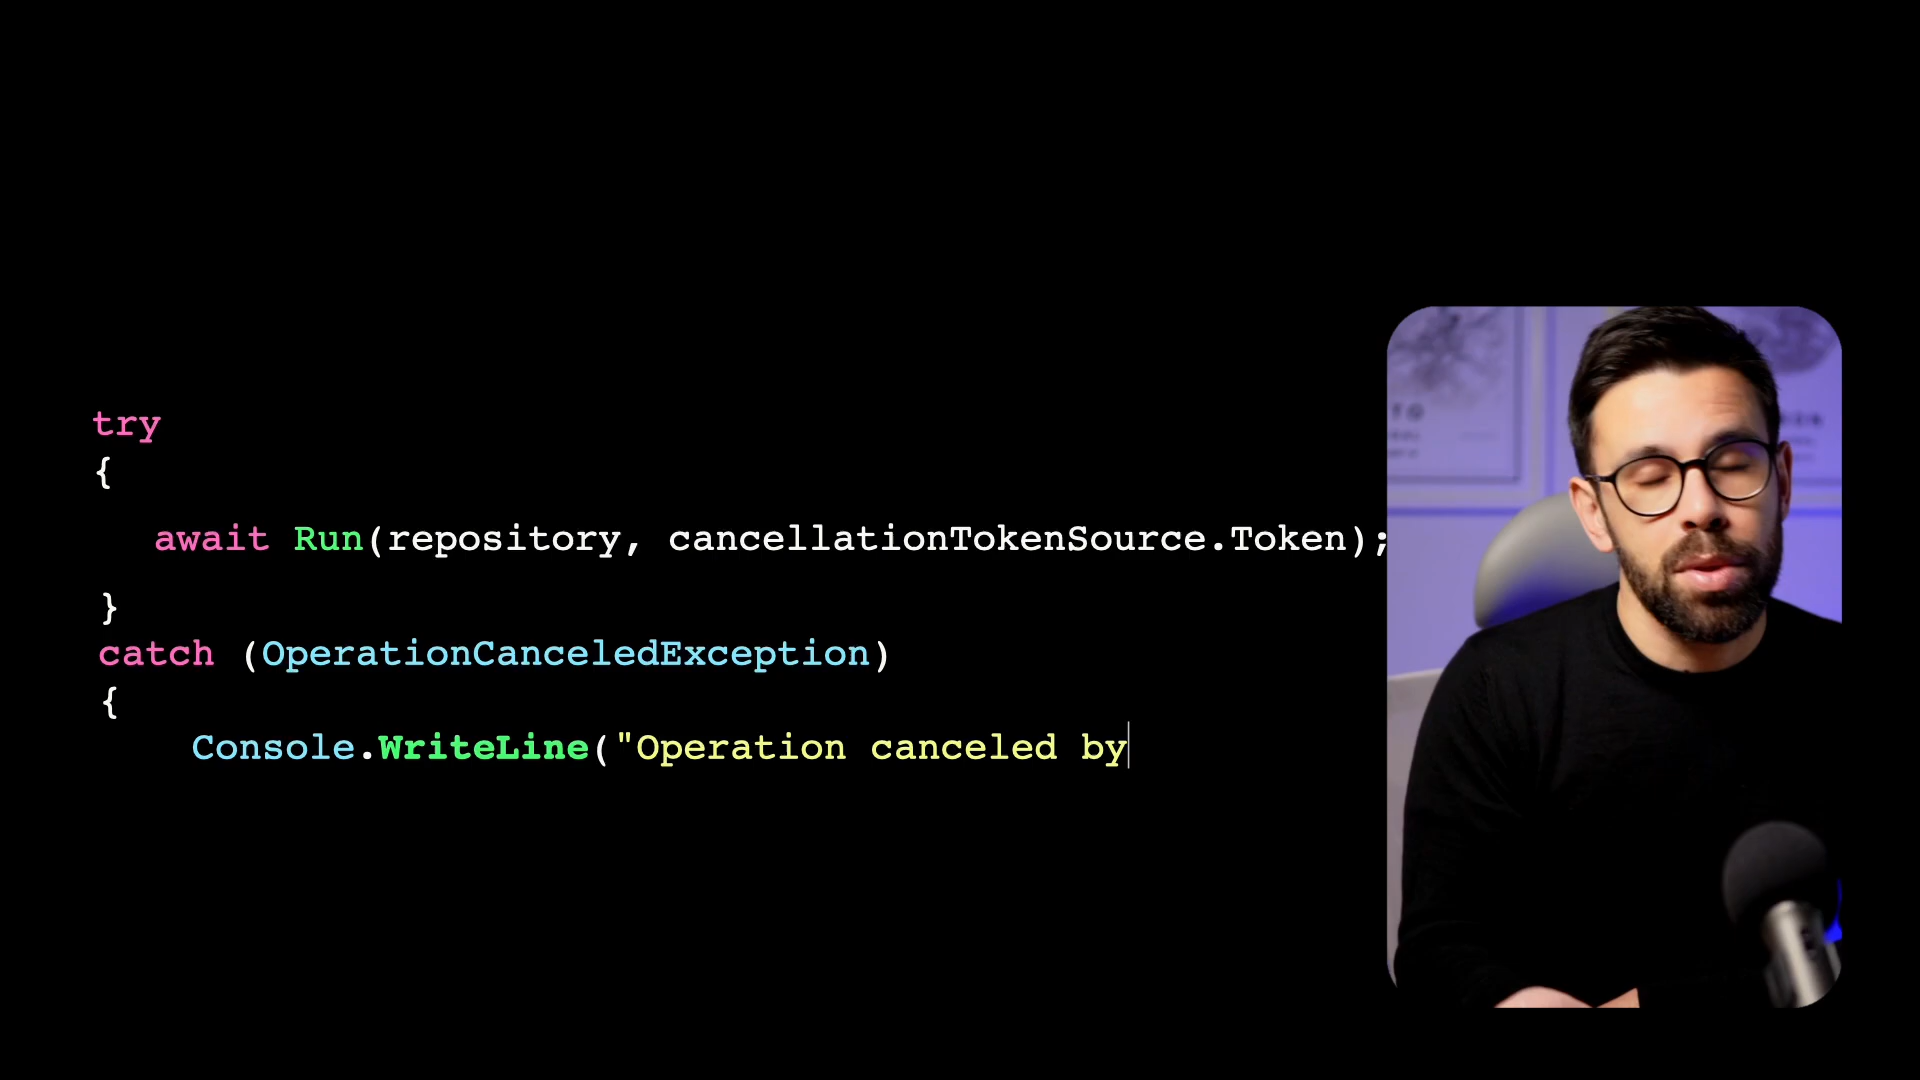 try
{
await Run(repository, cancellationTokenSource.Token);
}
catch (OperationCanceledException)
{
Console.WriteLine("Operation canceled by